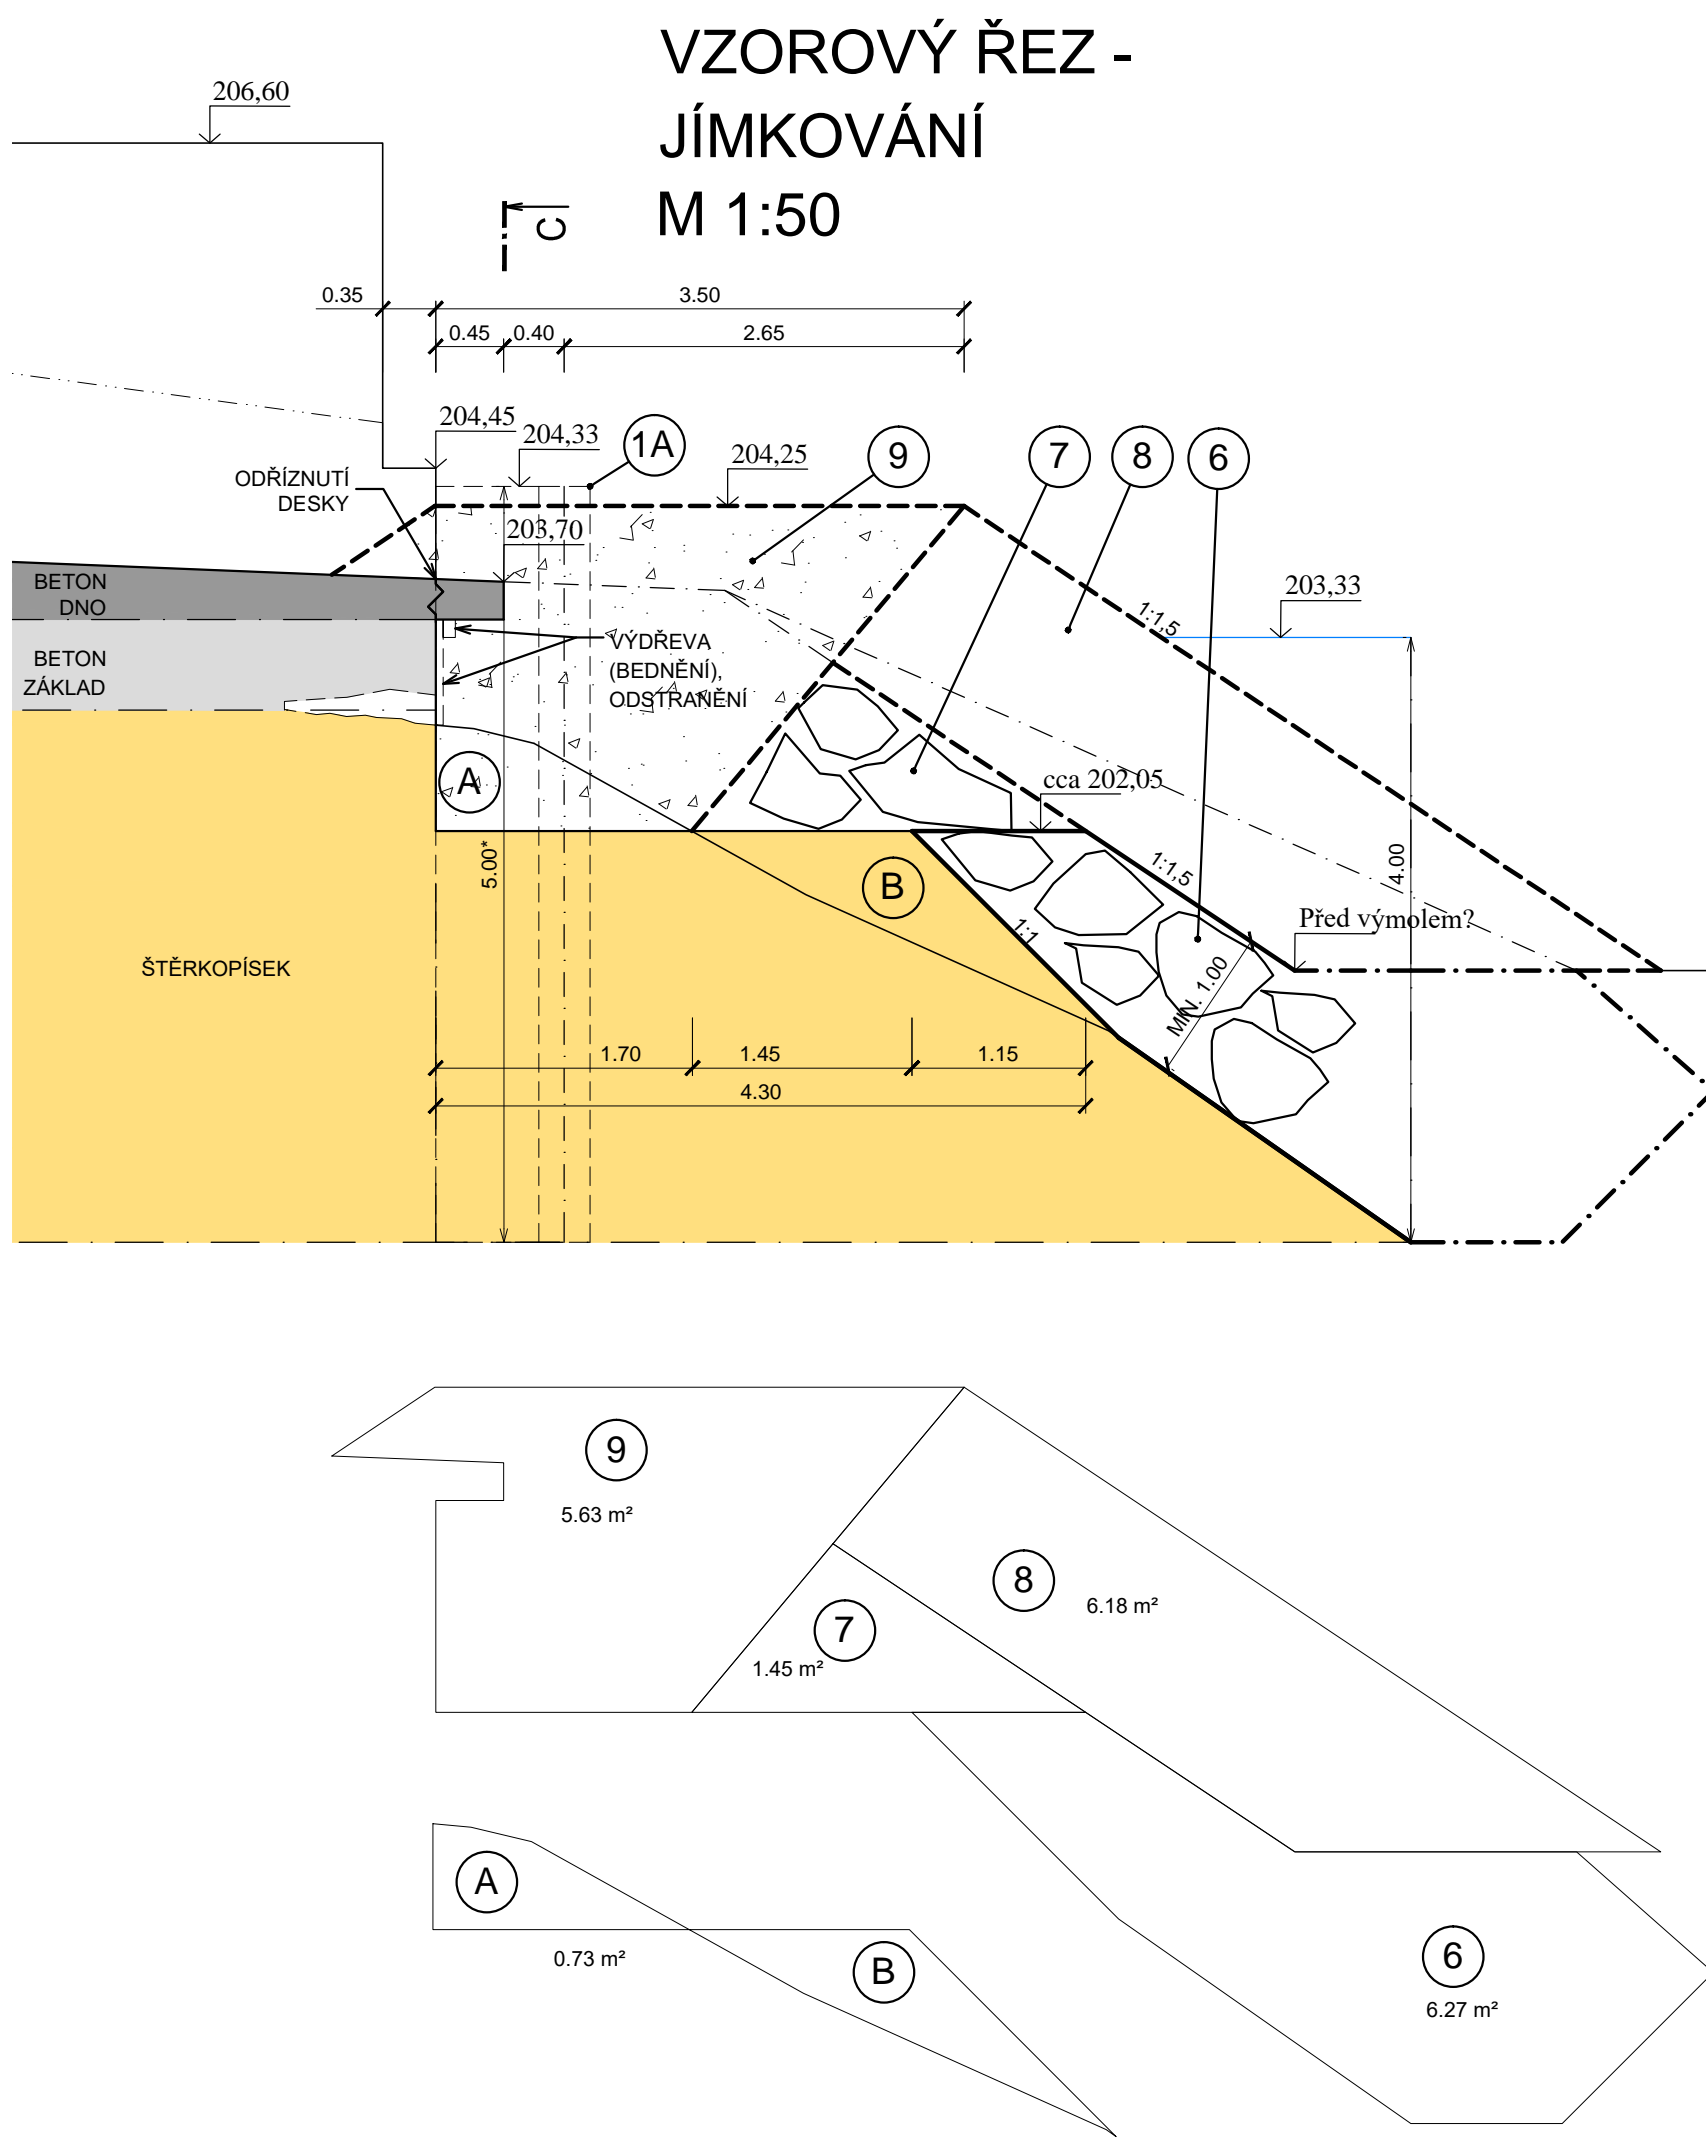 VZOROVÝ ŘEZ -
JÍMKOVÁNÍ
M 1:50
206,60
C
0.35
3.50
0.45
0.40
2.65
204,45
204,33
1A
204,25
9
7
8
6
ODŘÍZNUTÍ
DESKY
203,70
203,33
1:1,5
BETON
DNO
VÝDŘEVA
(BEDNĚNÍ),
ODSTRANĚNÍ
BETON
ZÁKLAD
A
cca 202,05
5.00*
B
1:1,5
4.00
1:1
Před výmolem?
ŠTĚRKOPÍSEK
MIN. 1.00
1.70
1.45
1.15
4.30
9
5.63 m²
8
6.18 m²
7
1.45 m²
A
0.73 m²
B
6
6.27 m²